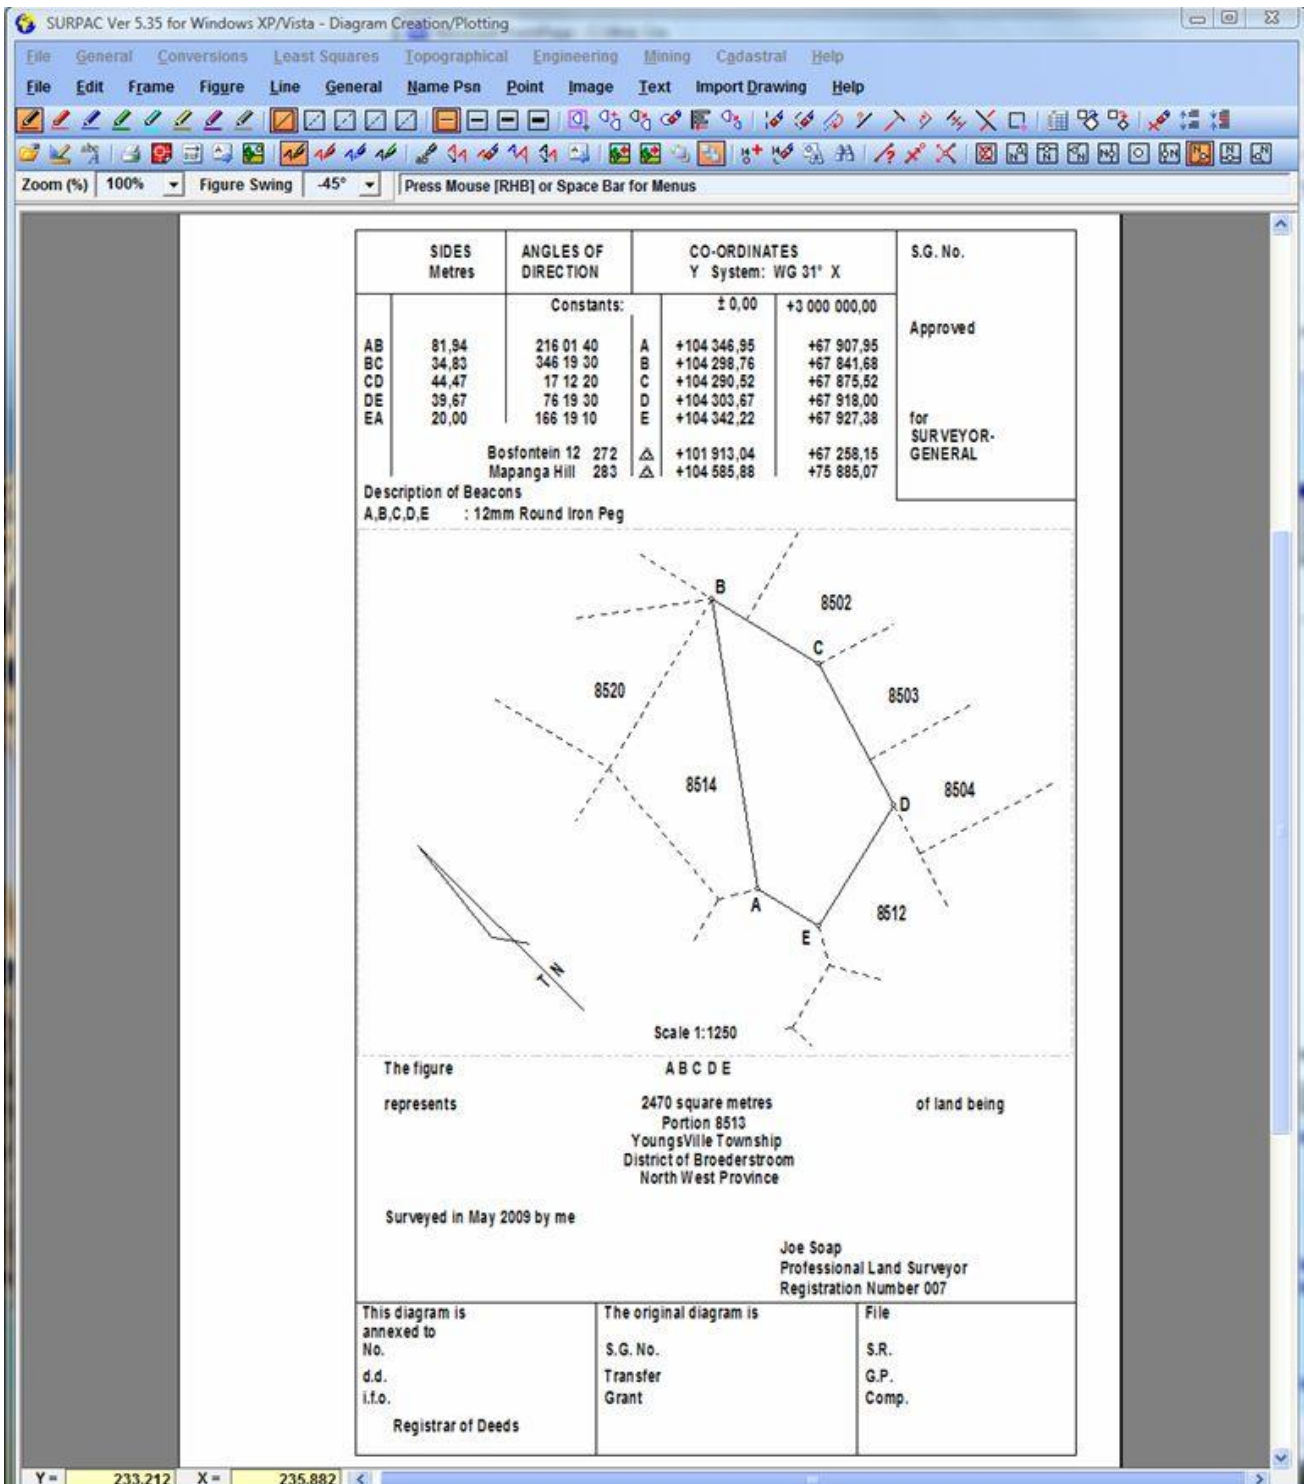 SURPAC Ver 5.35 for Windows XP/Vista - Diagram Creation/Plotting
File General Conversions Least Squares Topographical Engineering Mining Cadastral Help
File Edit Frame Figure Line General Name Psn Point Image Text Import Drawing Help
Zoom (%) 100% Figure Swing -45° Press Mouse [RHB] or Space Bar for Menus
SIDES ANGLES OF CO-ORDINATES S.G. No.
Metres DIRECTION Y System: WG 31° X
Constants: ± 0,00 +3 000 000,00
Approved
AB 81,94 216 01 40 A +104 346,95 +67 907,95
BC 34,83 346 19 30 B +104 298,76 +67 841,68
CD 44,47 17 12 20 C +104 290,52 +67 875,52
DE 39,67 76 19 30 D +104 303,67 +67 918,00
EA 20,00 166 19 10 E +104 342,22 +67 927,38
for
SURVEYOR-
GENERAL
Bosfontein 12 272 +101 913,04 +67 258,15
Mapanga Hill 283 +104 585,88 +75 885,07
Description of Beacons
A,B,C,D,E : 12mm Round Iron Peg
B
8502
C
8520
8503
8514
8504
D
A
8512
E
T N
Scale 1:1250
The figure A B C D E
represents 2470 square metres of land being
Portion 8513
YoungsVille Township
District of Broederstroom
North West Province
Surveyed in May 2009 by me
Joe Soap
Professional Land Surveyor
Registration Number 007
This diagram is The original diagram is File
annexed to
No. S.G. No. S.R.
d.d. Transfer G.P.
i.f.o. Grant Comp.
Registrar of Deeds
Y = 233.212 X = 235.882